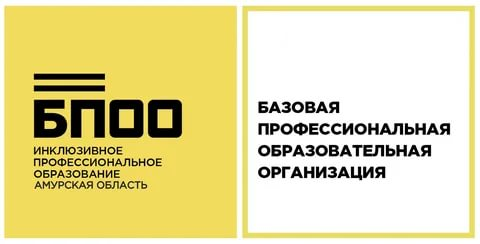 БПОО
ИНКЛЮЗИВНОЕ
ПРОФЕССИОНАЛЬНОЕ
ОБРАЗОВАНИЕ
АМУРСКАЯ ОБЛАСТЬ
БАЗОВАЯ
ПРОФЕССИОНАЛЬНАЯ
ОБРАЗОВАТЕЛЬНАЯ
ОРГАНИЗАЦИЯ